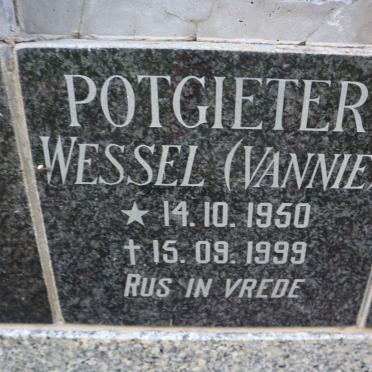 POTGIETER
WESSEL (VANNIE)
★ 14.10.1950
† 15.09.1999
RUS IN VREDE